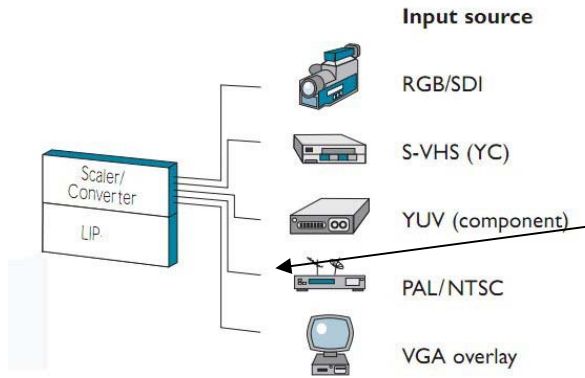 Input source
RGB/SDI
S-VHS (YC)
Scaler/
Converter
LIP
YUV (component)
PAL/NTSC
VGA overlay